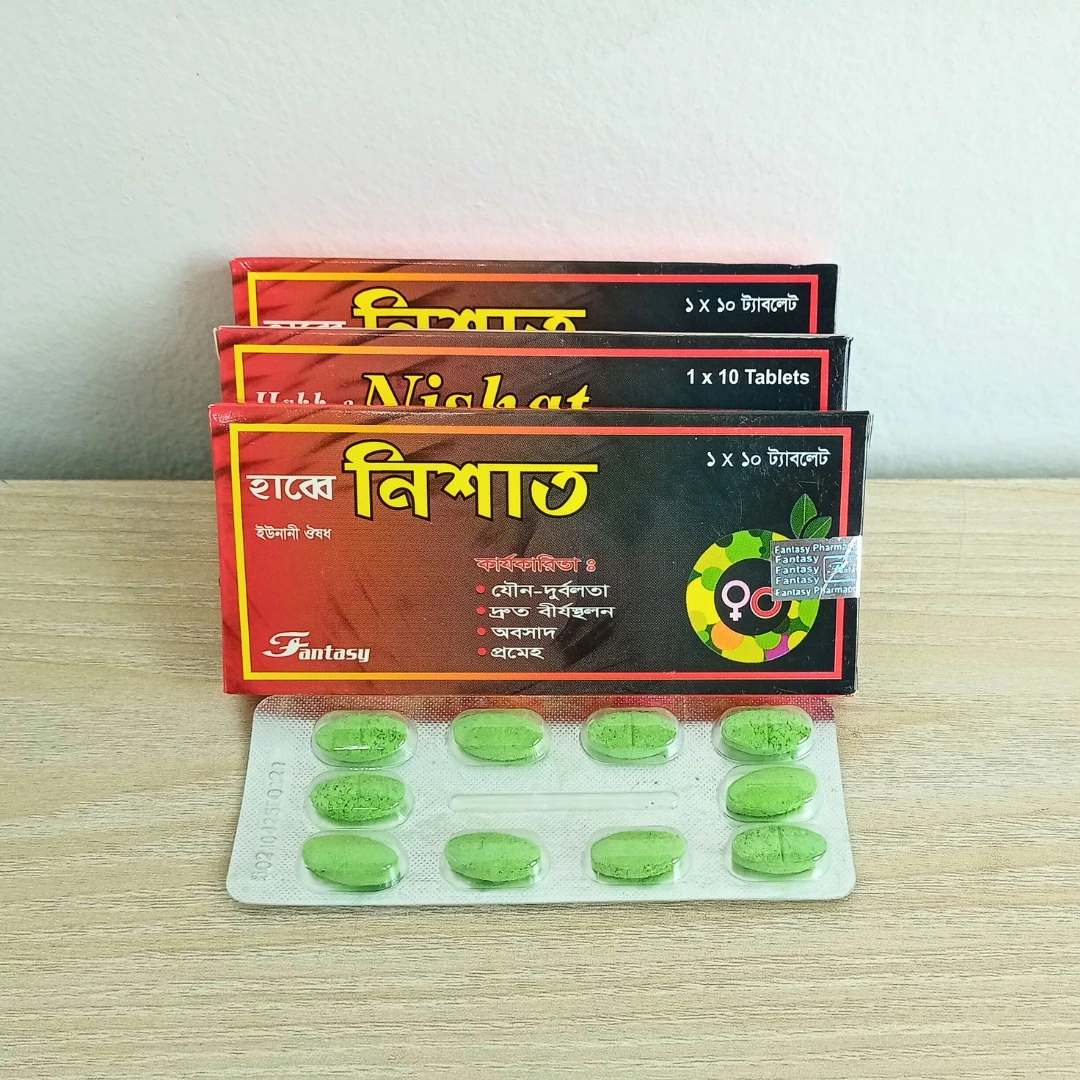 ১ x ১০ ট্যাবলেট
হাব্বে নিশাত
1 x 10 Tablets
Nishat
১ x ১০ ট্যাবলেট
হাব্বে নিশাত
ইউনানী ঔষধ
কার্যকারিতা ঃ
• যৌন-দুর্বলতা
• দ্রুত বীর্যস্খলন
• অবসাদ
• প্রমেহ
Fantasy
Fantasy Pharma
Fantasy
Fantasy
Fantasy
Fantasy Pharma